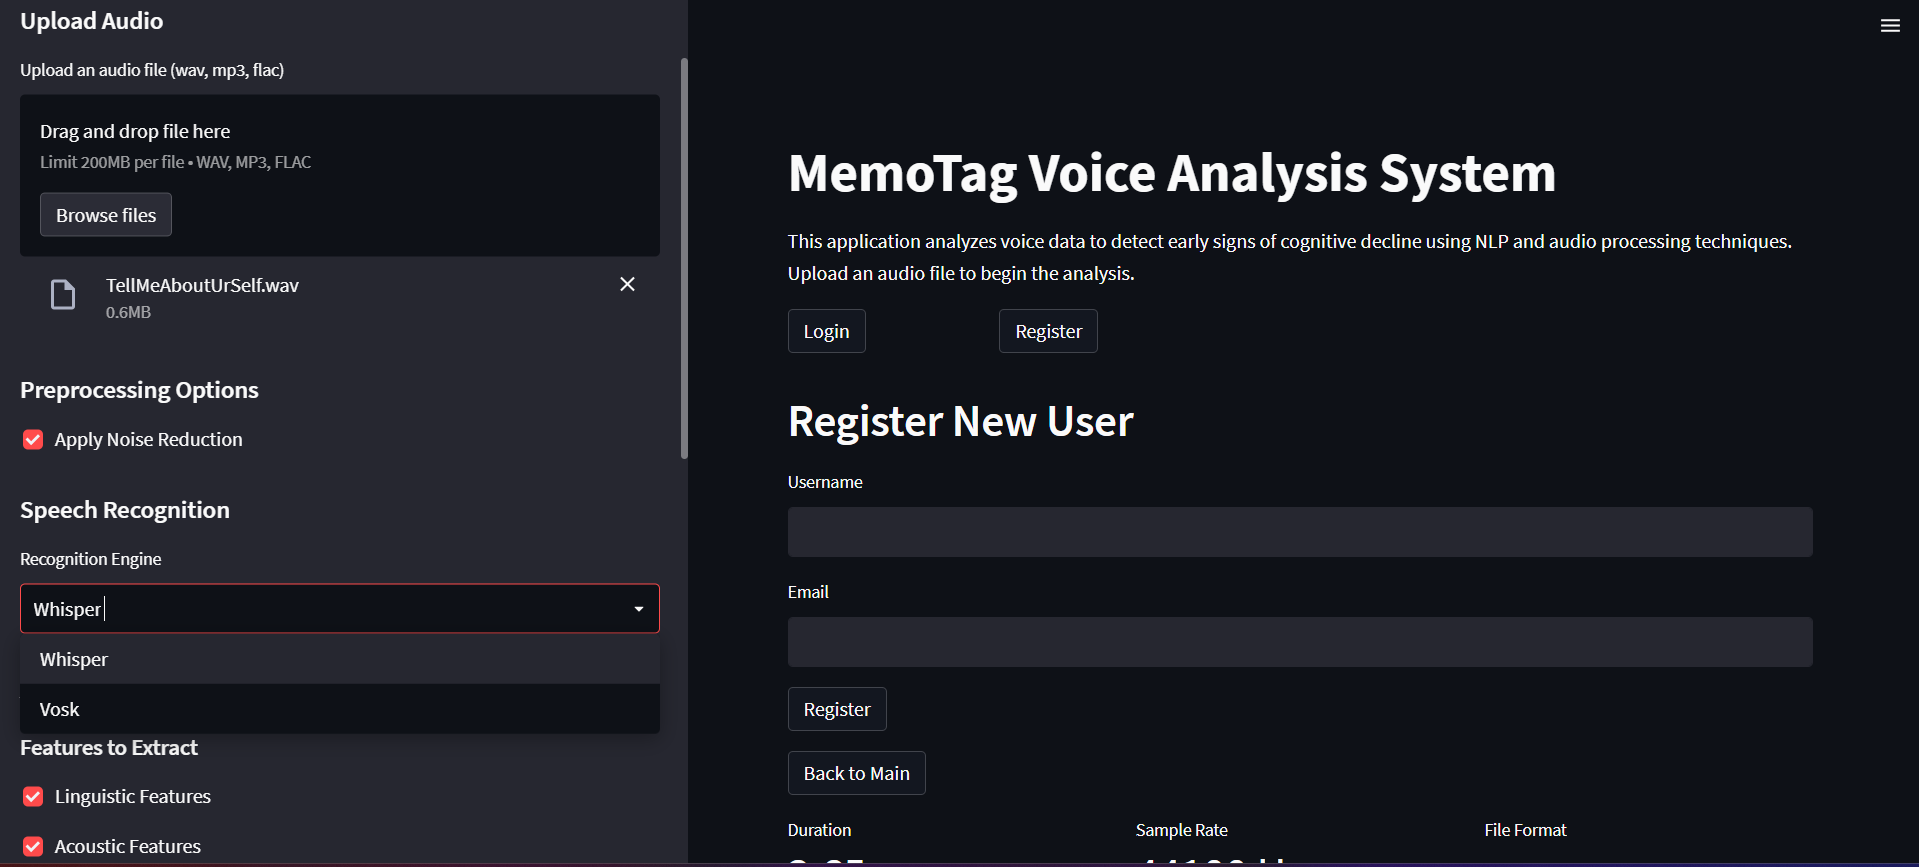 Upload Audio
Upload an audio file (wav, mp3, flac)
Drag and drop file here
Limit 200MB per file • WAV, MP3, FLAC
Browse files
TellMeAboutUrSelf.wav
0.6MB
Preprocessing Options
Apply Noise Reduction
Speech Recognition
Recognition Engine
Whisper
Whisper
Vosk
Features to Extract
Linguistic Features
Acoustic Features
MemoTag Voice Analysis System
This application analyzes voice data to detect early signs of cognitive decline using NLP and audio processing techniques.
Upload an audio file to begin the analysis.
Login
Register
Register New User
Username
Email
Register
Back to Main
Duration
Sample Rate
File Format